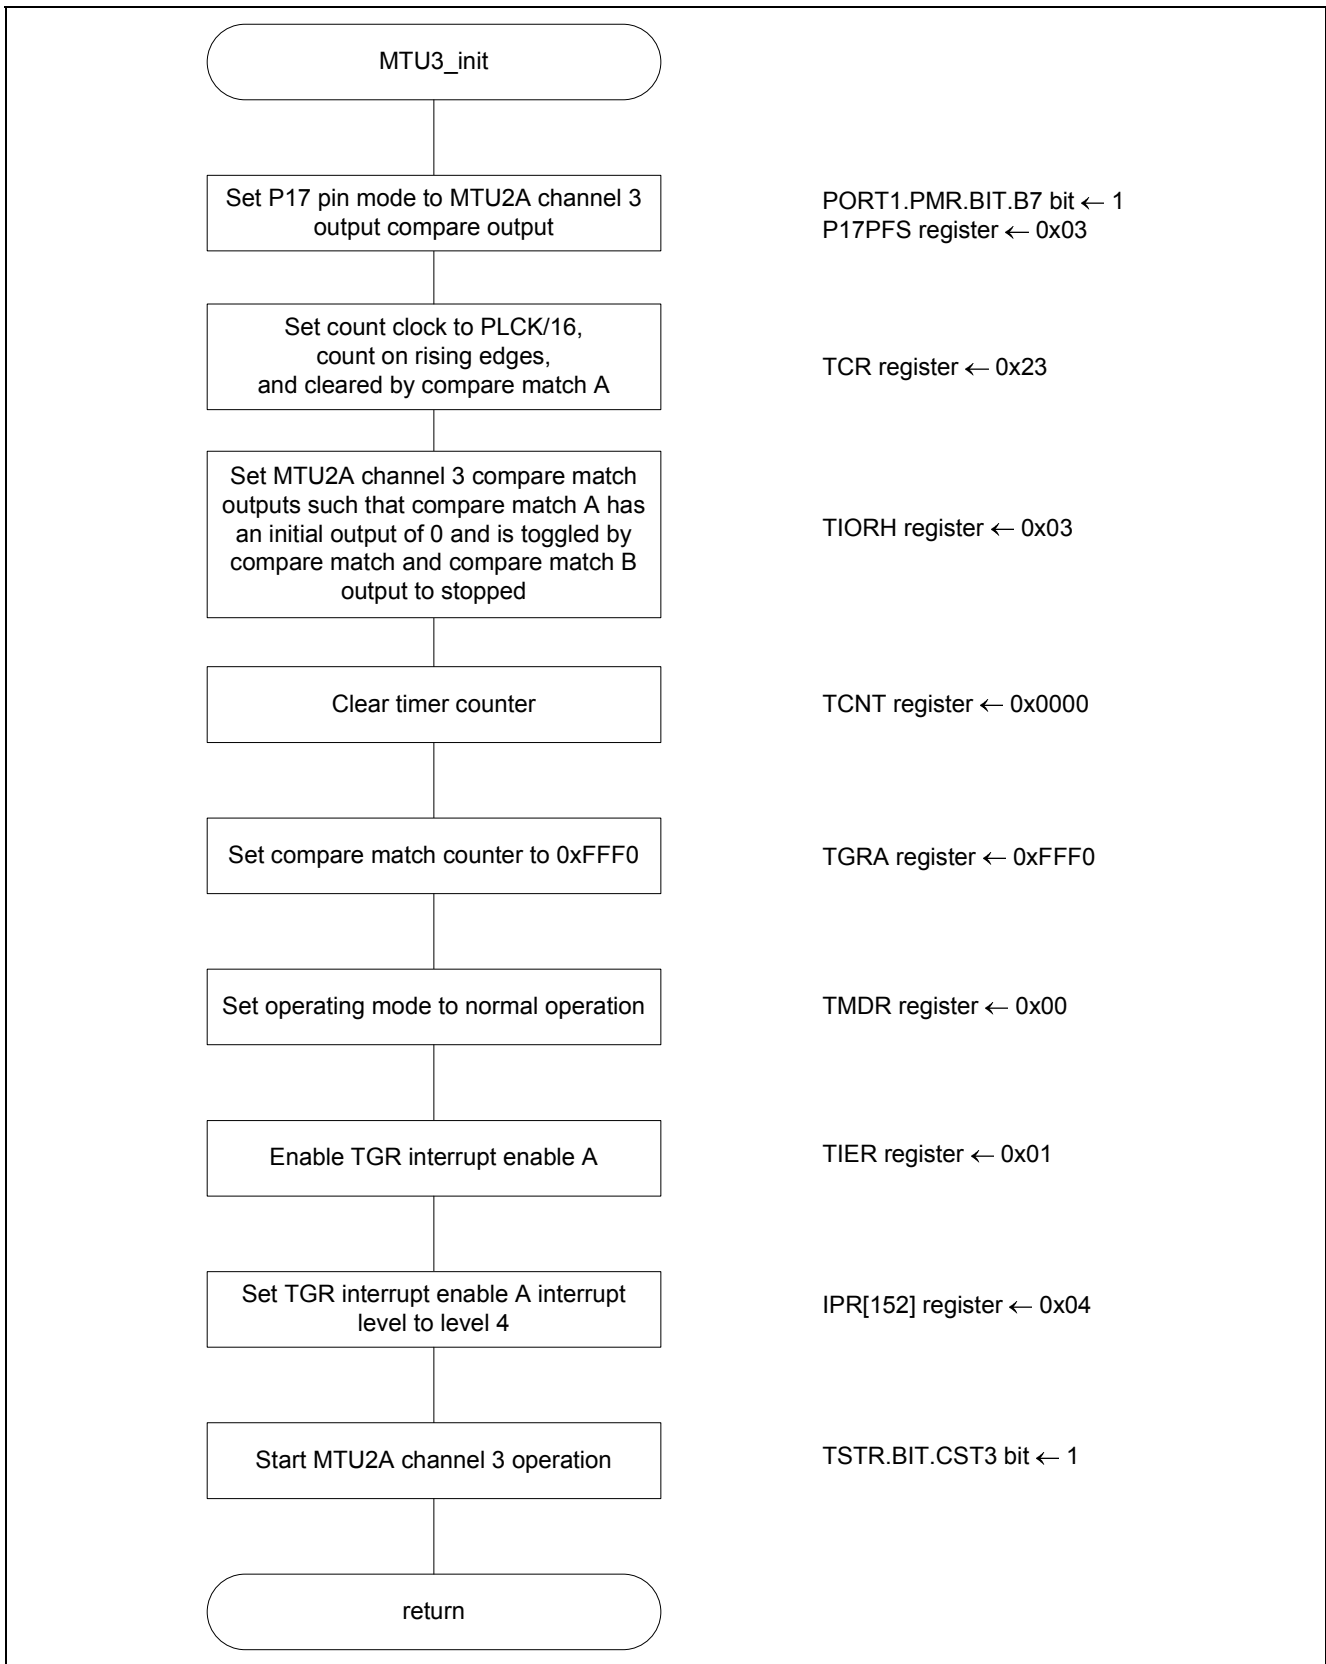 MTU3_init
Set P17 pin mode to MTU2A channel 3
output compare output
PORT1.PMR.BIT.B7 bit ← 1
P17PFS register ← 0x03
Set count clock to PLCK/16,
count on rising edges,
and cleared by compare match A
TCR register ← 0x23
Set MTU2A channel 3 compare match
outputs such that compare match A has
an initial output of 0 and is toggled by
compare match and compare match B
output to stopped
TIORH register ← 0x03
Clear timer counter
TCNT register ← 0x0000
Set compare match counter to 0xFFF0
TGRA register ← 0xFFF0
Set operating mode to normal operation
TMDR register ← 0x00
Enable TGR interrupt enable A
TIER register ← 0x01
Set TGR interrupt enable A interrupt
level to level 4
IPR[152] register ← 0x04
Start MTU2A channel 3 operation
TSTR.BIT.CST3 bit ← 1
return